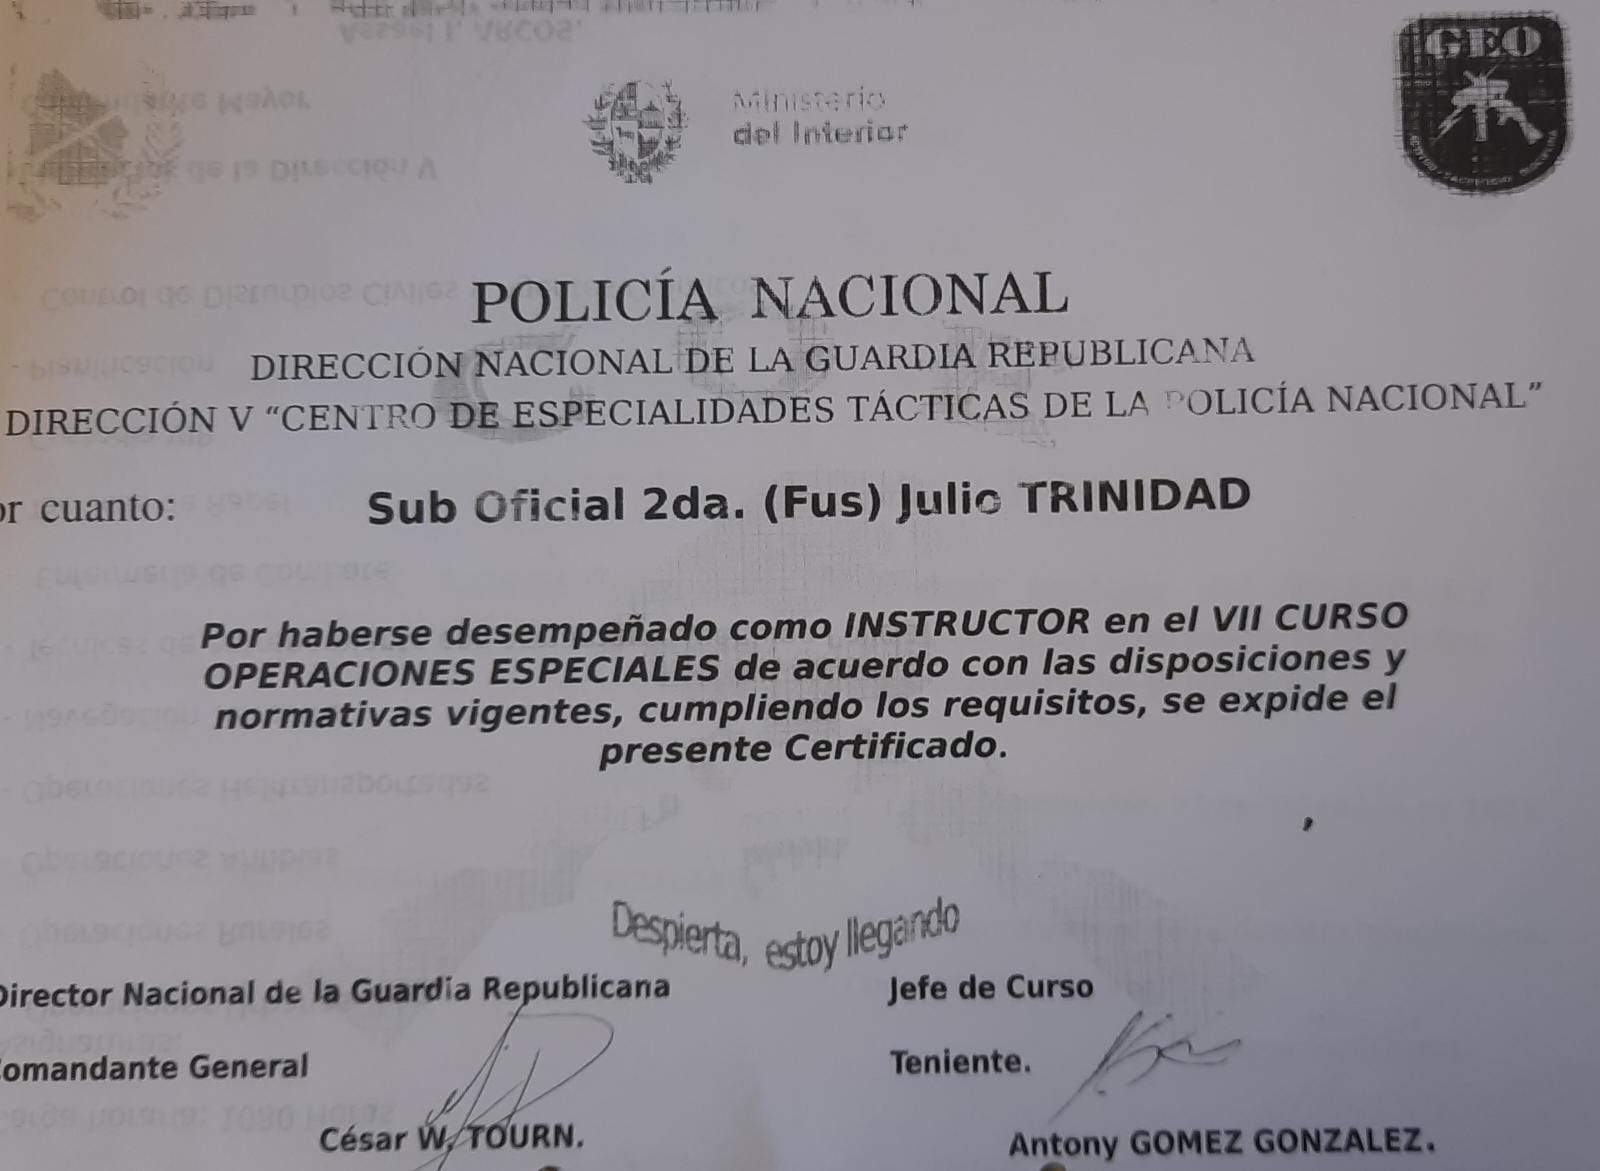 GEO
Ministerio
del Interior
POLICÍA NACIONAL
DIRECCIÓN NACIONAL DE LA GUARDIA REPUBLICANA
DIRECCIÓN V “CENTRO DE ESPECIALIDADES TÁCTICAS DE LA POLICÍA NACIONAL”
or cuanto: Sub Oficial 2da. (Fus) Julio TRINIDAD
Por haberse desempeñado como INSTRUCTOR en el VII CURSO
OPERACIONES ESPECIALES de acuerdo con las disposiciones y
normativas vigentes, cumpliendo los requisitos, se expide el
presente Certificado.
Despierta, estoy llegando
Director Nacional de la Guardia Republicana
Comandante General
César W. TOURN.
Jefe de Curso
Teniente.
Antony GOMEZ GONZALEZ.